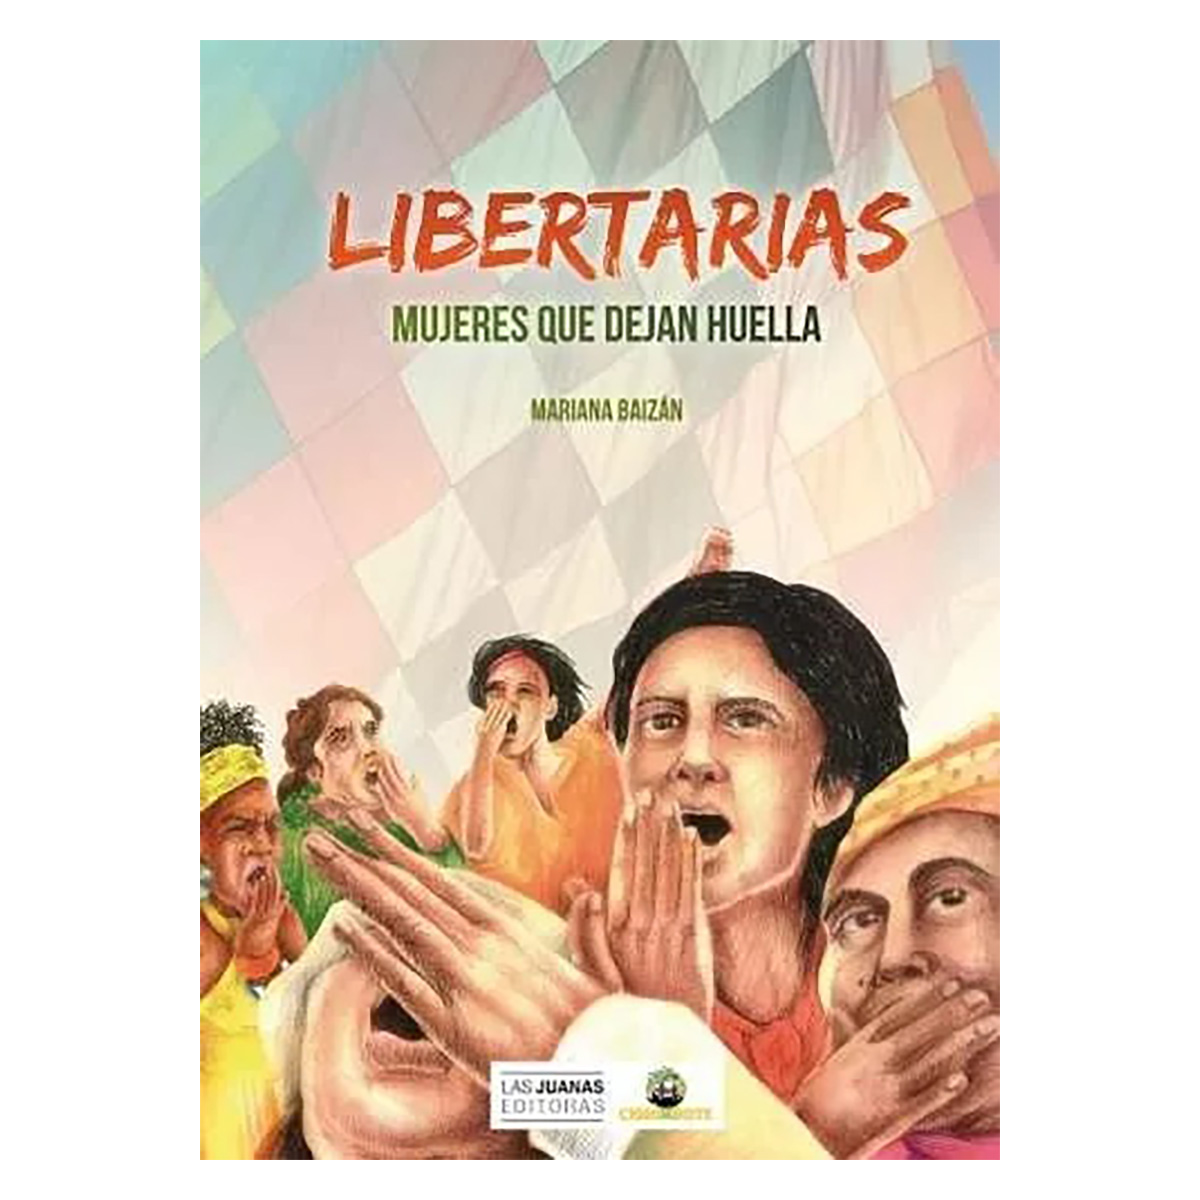 LIBERTARIAS
MUJERES QUE DEJAN HUELLA
MARIANA BAIZÁN
LAS JUANAS
EDITORAS